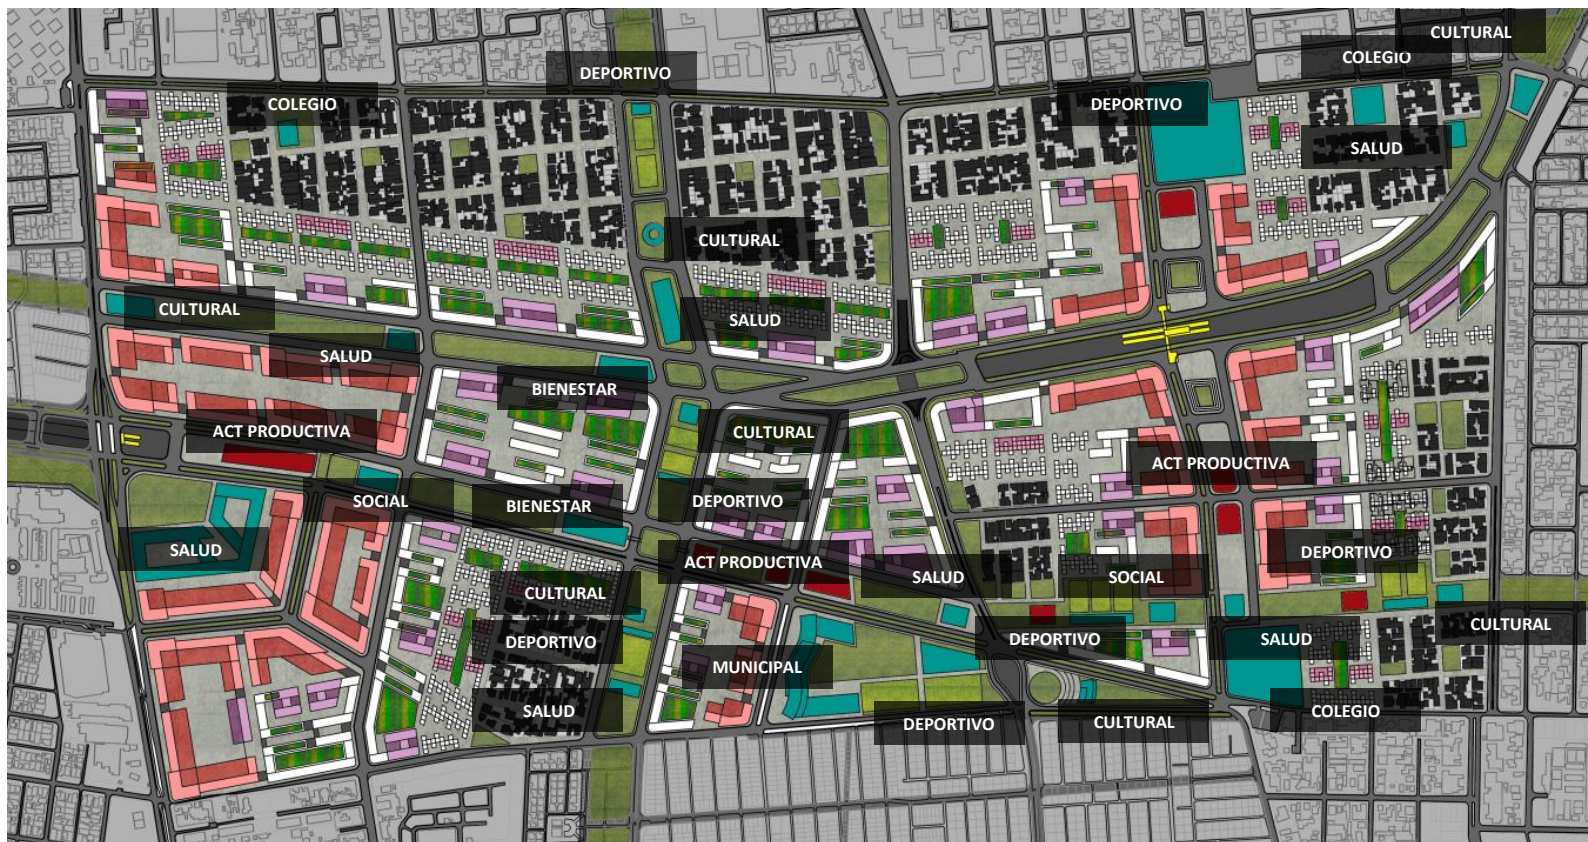 CULTURAL
COLEGIO
DEPORTIVO
COLEGIO
DEPORTIVO
SALUD
CULTURAL
CULTURAL
SALUD
SALUD
BIENESTAR
ACT PRODUCTIVA
CULTURAL
ACT PRODUCTIVA
SOCIAL
BIENESTAR
DEPORTIVO
SALUD
DEPORTIVO
ACT PRODUCTIVA
SALUD
SOCIAL
CULTURAL
CULTURAL
DEPORTIVO
DEPORTIVO
SALUD
MUNICIPAL
SALUD
COLEGIO
DEPORTIVO
CULTURAL